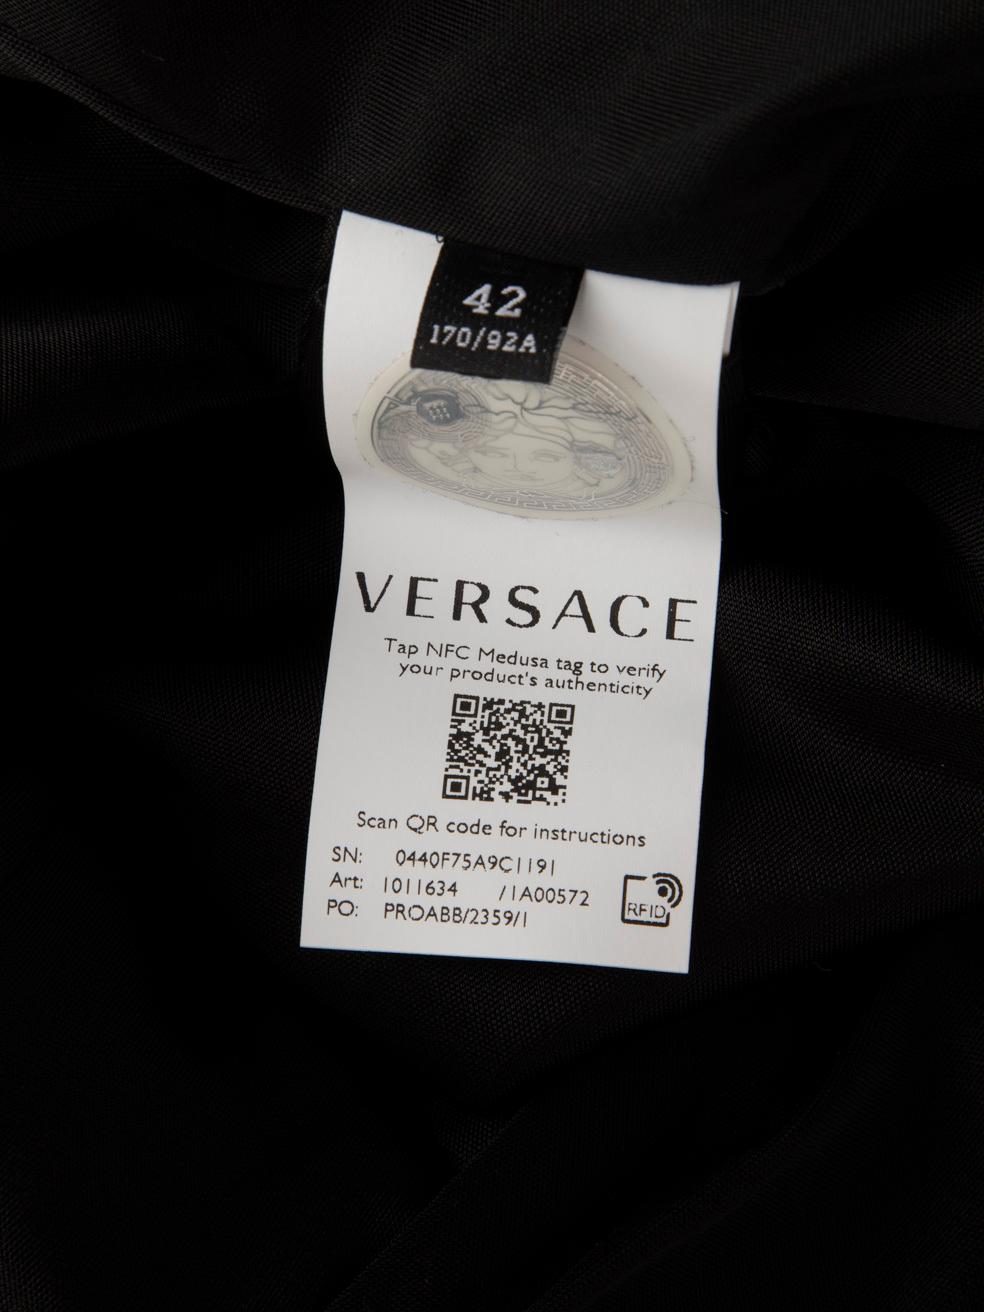 42
170/92A
VERSACE
Tap NFC Medusa tag to verify
your product's authenticity
Scan QR code for instructions
SN: 0440F75A9C1191
Art: 1011634 /1A00572
PO: PROABB/2359/1
RFID